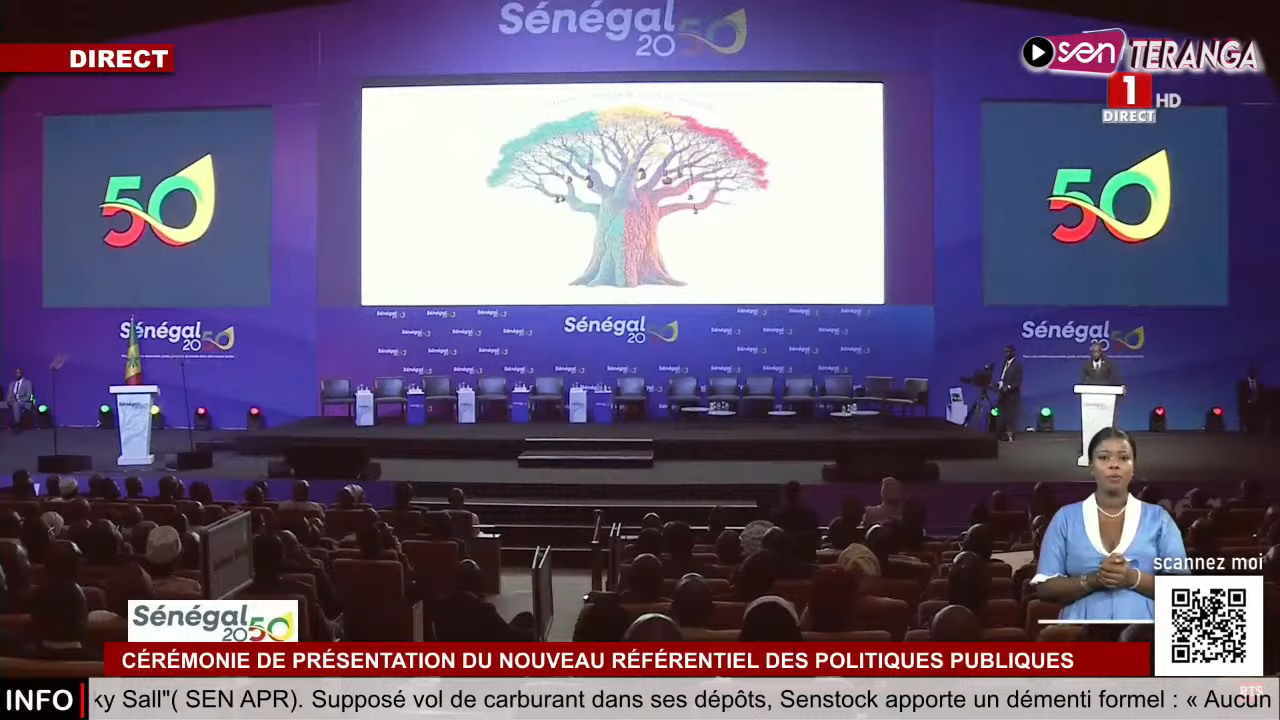 Sénégal
2050
DIRECT
sen TERANGA
1 HD
DIRECT
50
50
Sénégal
2050
Sénégal
20
Sénégal
2050
scannez moi
Sénégal
2050
CÉRÉMONIE DE PRÉSENTATION DU NOUVEAU RÉFÉRENTIEL DES POLITIQUES PUBLIQUES
INFO
ky Sall"( SEN APR). Supposé vol de carburant dans ses dépôts, Senstock apporte un démenti formel : « Aucun
RTS